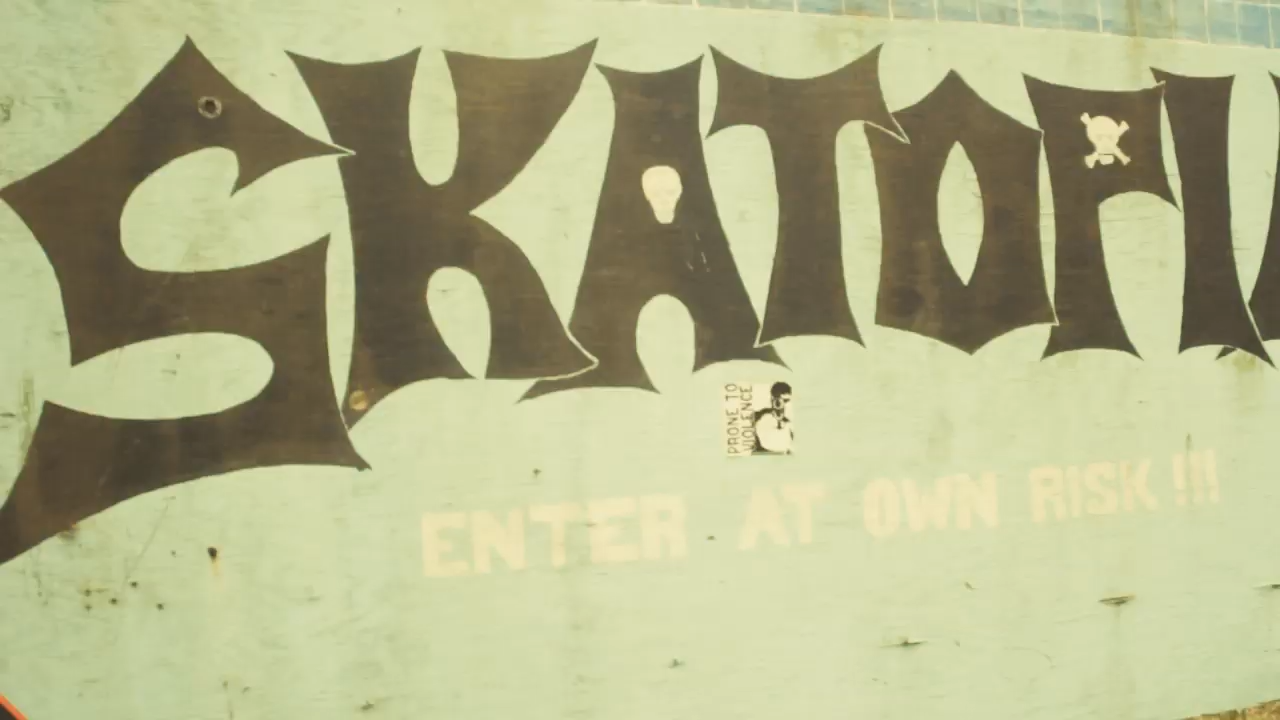 SKATOPI
PRONE TO
VIOLENCE
ENTER AT OWN RISK !!!